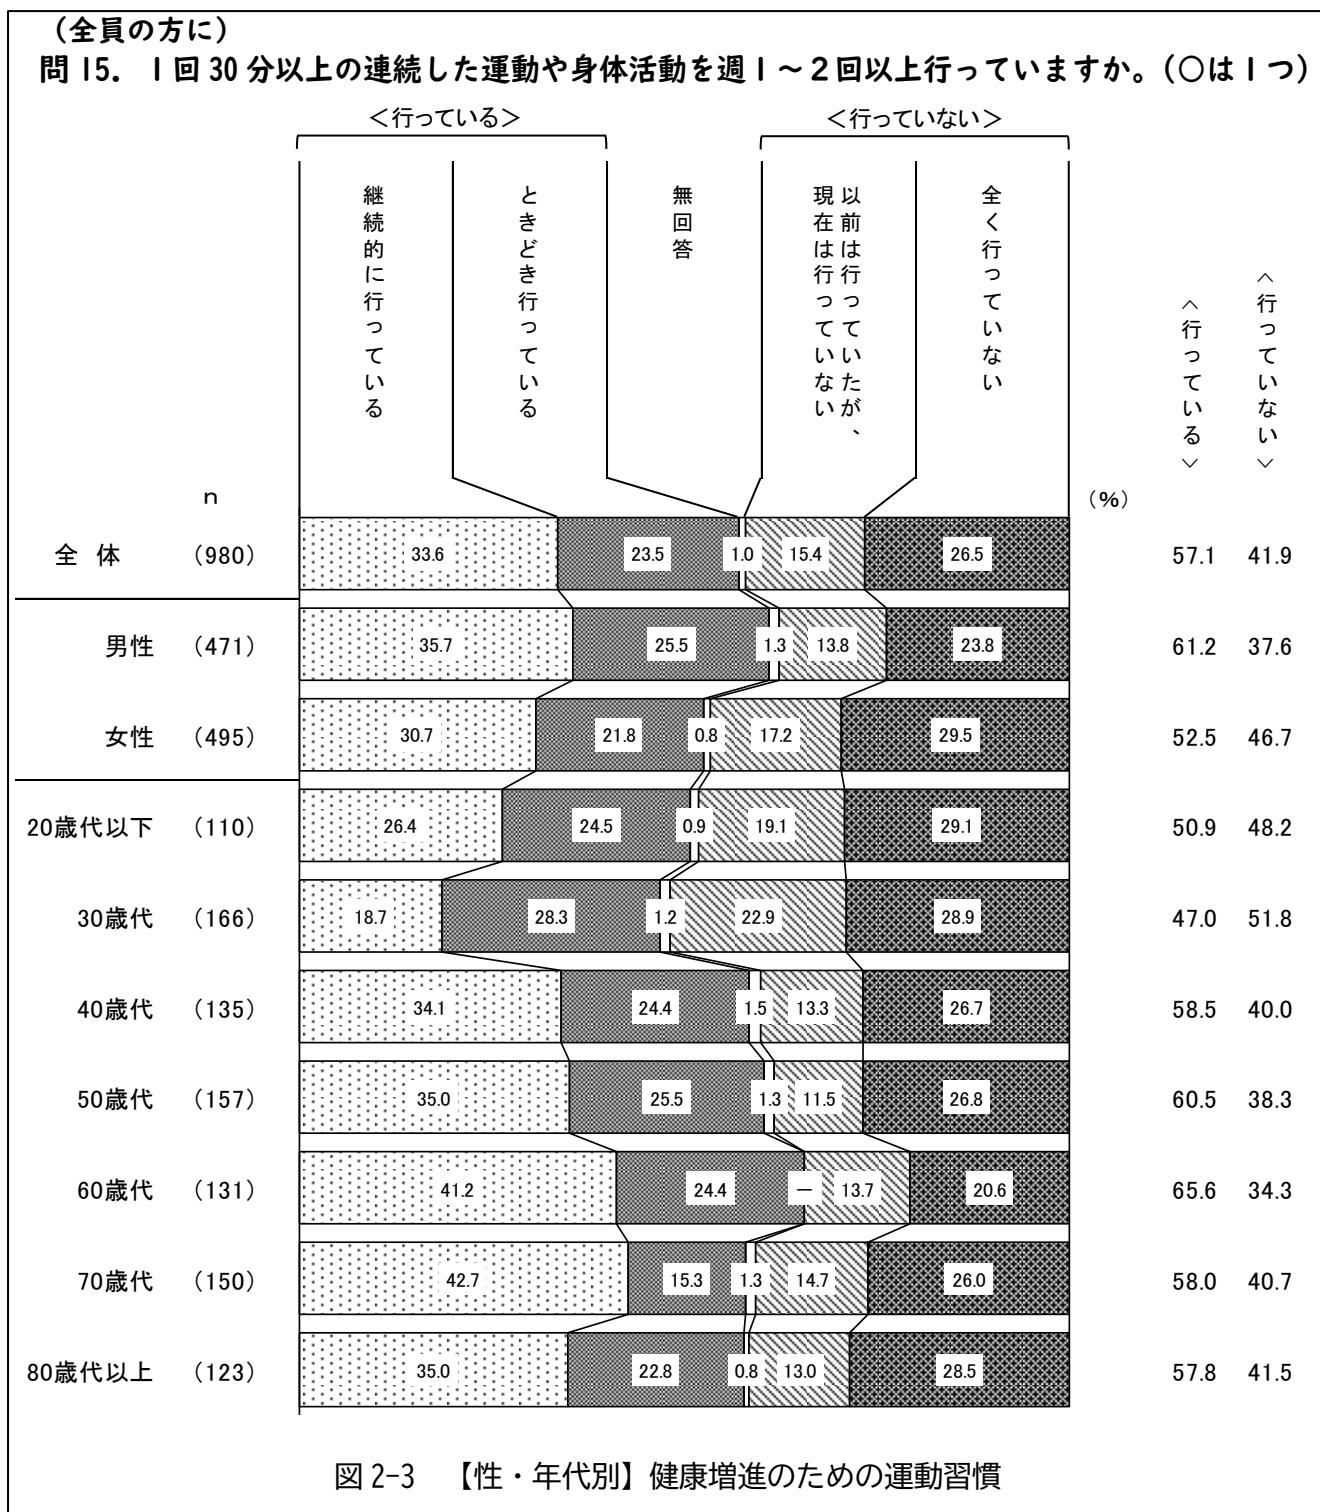 （全員の方に）
問15．1回30分以上の連続した運動や身体活動を週1～2回以上行っていますか。（○は1つ）
＜行っている＞ ＜行っていない＞
継続的に行っている
ときどき行っている
無回答
以前は行っていたが、
現在は行っていない
全く行っていない
＜行っている＞
＜行っていない＞
n （%）
全 体 （980） 33.6 23.5 1.0 15.4 26.5 57.1 41.9
男性 （471） 35.7 25.5 1.3 13.8 23.8 61.2 37.6
女性 （495） 30.7 21.8 0.8 17.2 29.5 52.5 46.7
20歳代以下 （110） 26.4 24.5 0.9 19.1 29.1 50.9 48.2
30歳代 （166） 18.7 28.3 1.2 22.9 28.9 47.0 51.8
40歳代 （135） 34.1 24.4 1.5 13.3 26.7 58.5 40.0
50歳代 （157） 35.0 25.5 1.3 11.5 26.8 60.5 38.3
60歳代 （131） 41.2 24.4 － 13.7 20.6 65.6 34.3
70歳代 （150） 42.7 15.3 1.3 14.7 26.0 58.0 40.7
80歳代以上 （123） 35.0 22.8 0.8 13.0 28.5 57.8 41.5
図2-3 【性・年代別】健康増進のための運動習慣